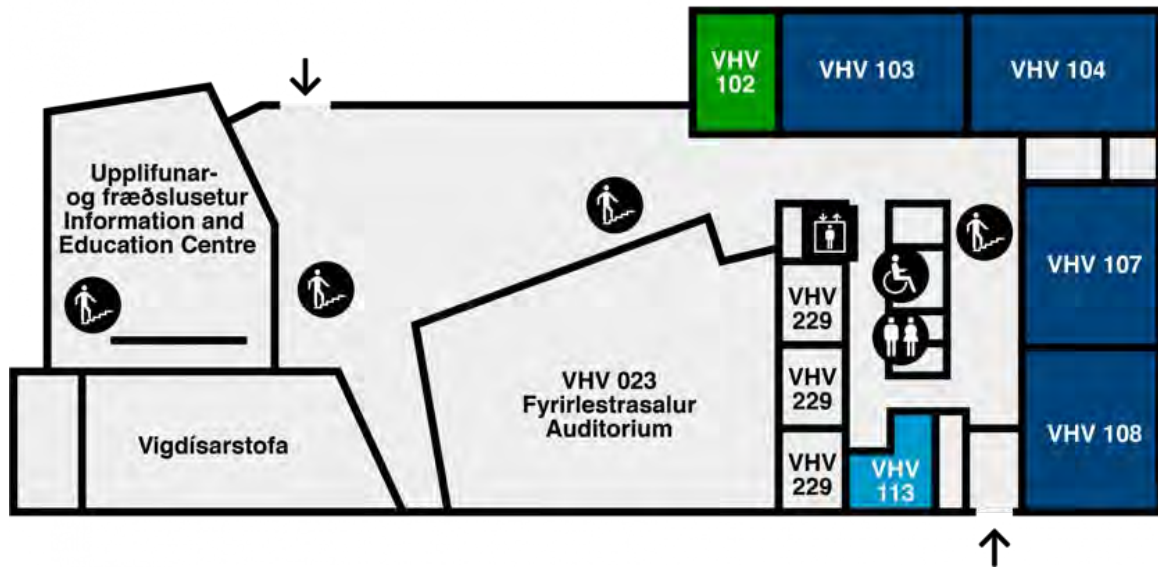 VHV
102
VHV 103
VHV 104
Upplifunar-
og fræðslusetur
Information and
Education Centre
VHV 107
VHV
229
VHV 023
Fyrirlestrasalur
Auditorium
VHV
229
Vigdísarstofa
VHV
229
VHV
113
VHV 108